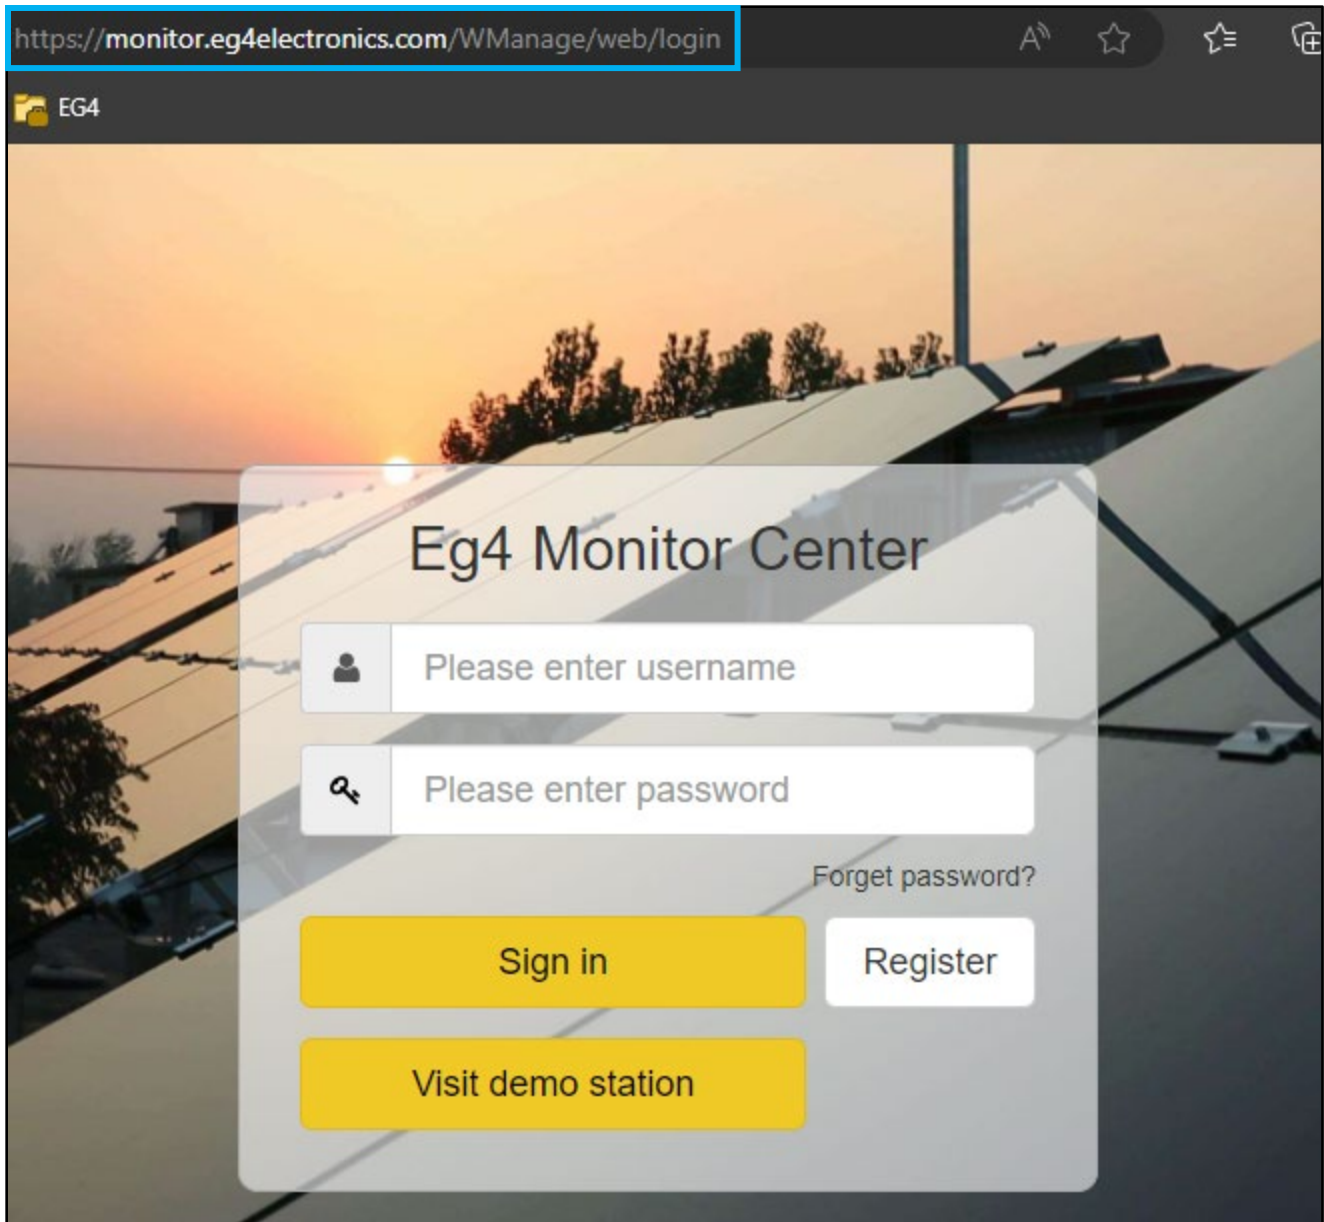 https://monitor.eg4electronics.com/WManage/web/login
EG4
Eg4 Monitor Center
Please enter username
Please enter password
Forget password?
Sign in
Register
Visit demo station